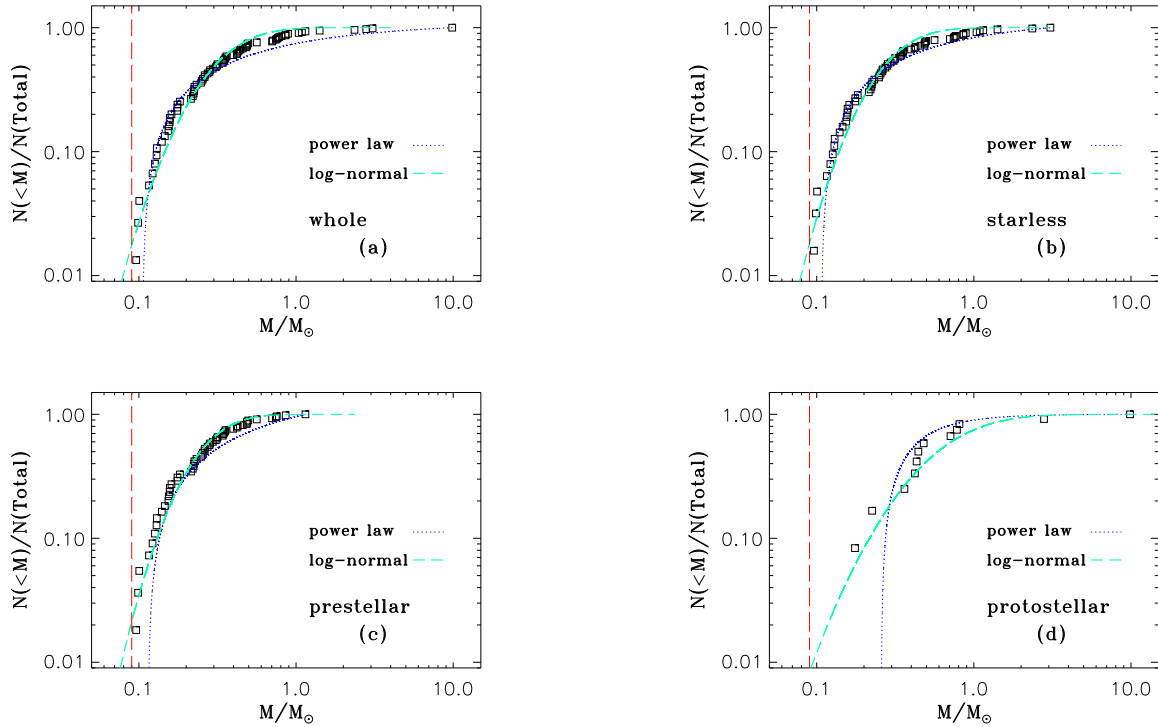 1.00
0.10
0.01
N(<M)/N(Total)
power law
log-normal
whole
(a)
0.1 1.0 10.0
M/M⊙
1.00
0.10
0.01
N(<M)/N(Total)
power law
log-normal
starless
(b)
0.1 1.0 10.0
M/M⊙
1.00
0.10
0.01
N(<M)/N(Total)
power law
log-normal
prestellar
(c)
0.1 1.0 10.0
M/M⊙
1.00
0.10
0.01
N(<M)/N(Total)
power law
log-normal
protostellar
(d)
0.1 1.0 10.0
M/M⊙